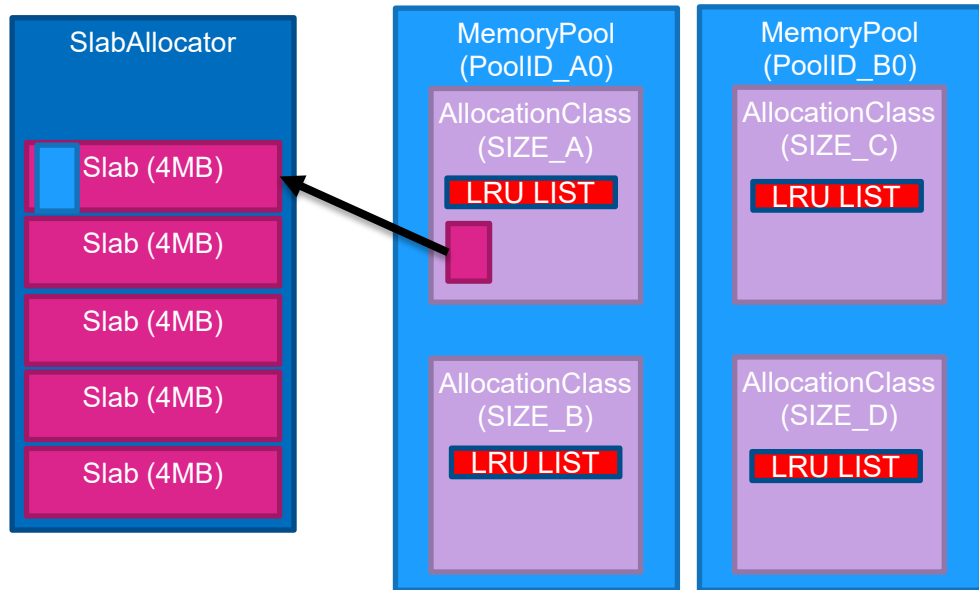 SlabAllocator
Slab (4MB)
Slab (4MB)
Slab (4MB)
Slab (4MB)
Slab (4MB)
MemoryPool
(PoolID_A0)
AllocationClass
(SIZE_A)
LRU LIST
AllocationClass
(SIZE_B)
LRU LIST
MemoryPool
(PoolID_B0)
AllocationClass
(SIZE_C)
LRU LIST
AllocationClass
(SIZE_D)
LRU LIST